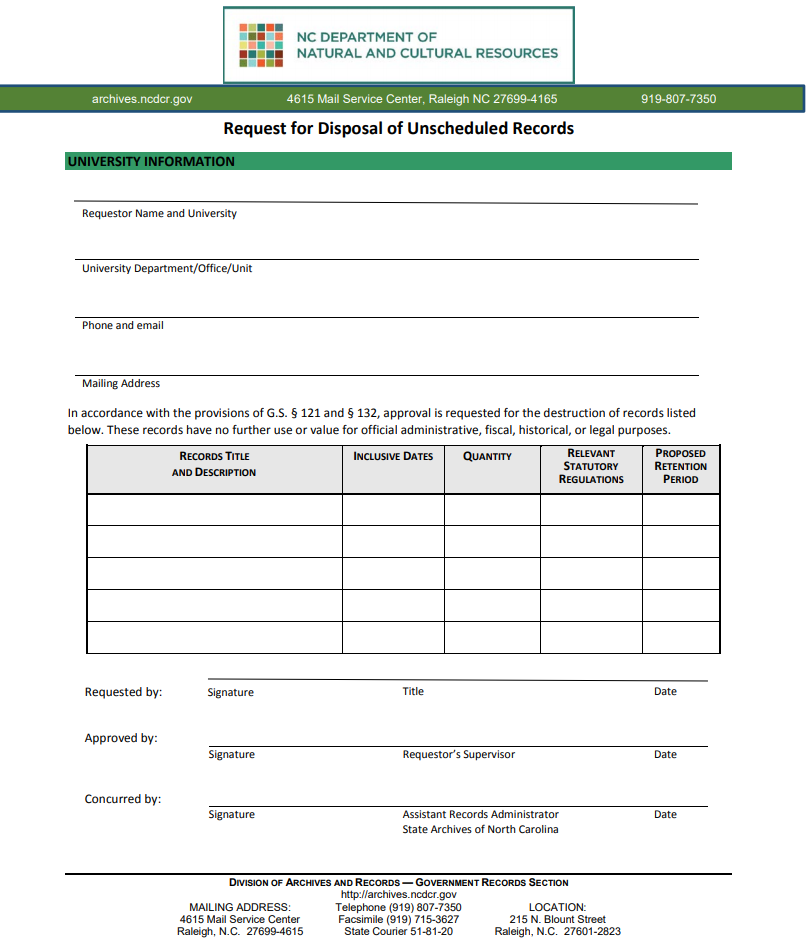 NC DEPARTMENT OF
NATURAL AND CULTURAL RESOURCES
archives.ncdcr.gov 4615 Mail Service Center, Raleigh NC 27699-4165 919-807-7350
Request for Disposal of Unscheduled Records
UNIVERSITY INFORMATION
Requestor Name and University
University Department/Office/Unit
Phone and email
Mailing Address
In accordance with the provisions of G.S. § 121 and § 132, approval is requested for the destruction of records listed
below. These records have no further use or value for official administrative, fiscal, historical, or legal purposes.
RECORDS TITLE
AND DESCRIPTION
INCLUSIVE DATES
QUANTITY
RELEVANT
STATUTORY
REGULATIONS
PROPOSED
RETENTION
PERIOD
Requested by:
Signature Title Date
Approved by:
Signature Requestor’s Supervisor Date
Concurred by:
Signature Assistant Records Administrator Date
State Archives of North Carolina
DIVISION OF ARCHIVES AND RECORDS — GOVERNMENT RECORDS SECTION
http://archives.ncdcr.gov
MAILING ADDRESS: Telephone (919) 807-7350 LOCATION:
4615 Mail Service Center Facsimile (919) 715-3627 215 N. Blount Street
Raleigh, N.C. 27699-4615 State Courier 51-81-20 Raleigh, N.C. 27601-2823